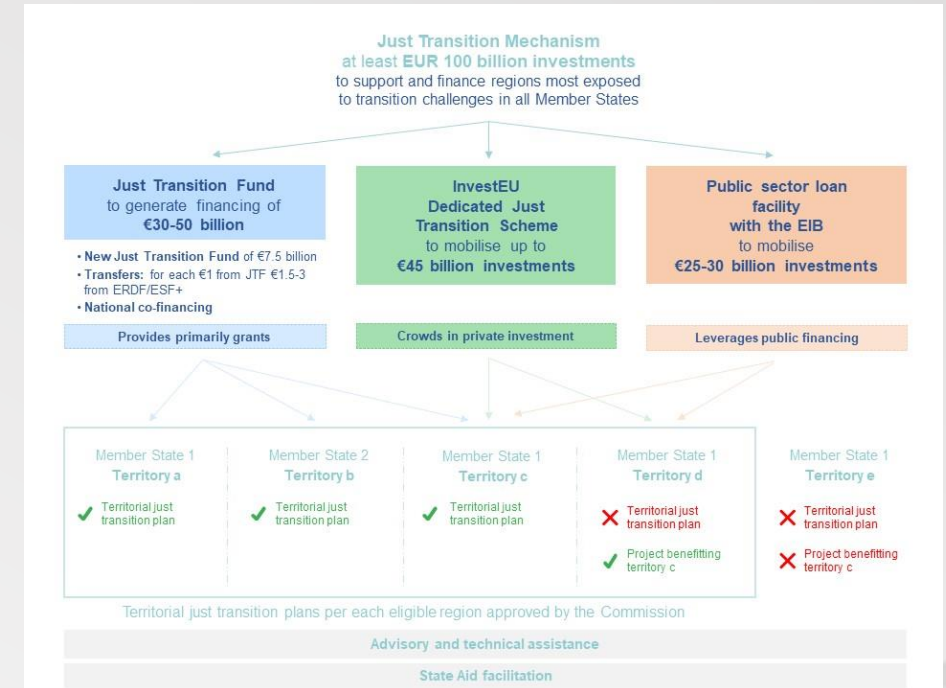 Just Transition Mechanism
at least EUR 100 billion investments
to support and finance regions most exposed
to transition challenges in all Member States
Just Transition Fund
to generate financing of
€30-50 billion
• New Just Transition Fund of €7.5 billion
• Transfers: for each €1 from JTF €1.5-3
from ERDF/ESF+
• National co-financing
Provides primarily grants
InvestEU
Dedicated Just
Transition Scheme
to mobilise up to
€45 billion investments
Crowds in private investment
Public sector loan
facility
with the EIB
to mobilise
€25-30 billion investments
Leverages public financing
Member State 1
Territory a
Territorial just
transition plan
Member State 2
Territory b
Territorial just
transition plan
Member State 1
Territory c
Territorial just
transition plan
Member State 1
Territory d
Territorial just
transition plan
Project benefitting
territory c
Member State 1
Territory e
Territorial just
transition plan
Project benefitting
territory c
Territorial just transition plans per each eligible region approved by the Commission
Advisory and technical assistance
State Aid facilitation